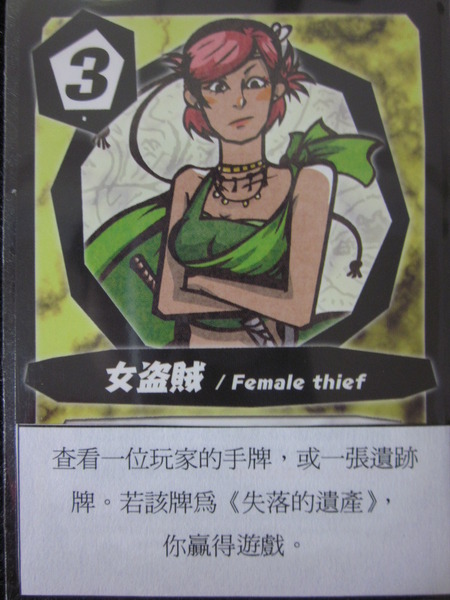 3
女盜賊 / Female thief
查看一位玩家的手牌，或一張遺跡
牌。若該牌爲《失落的遺產》，
你贏得遊戲。